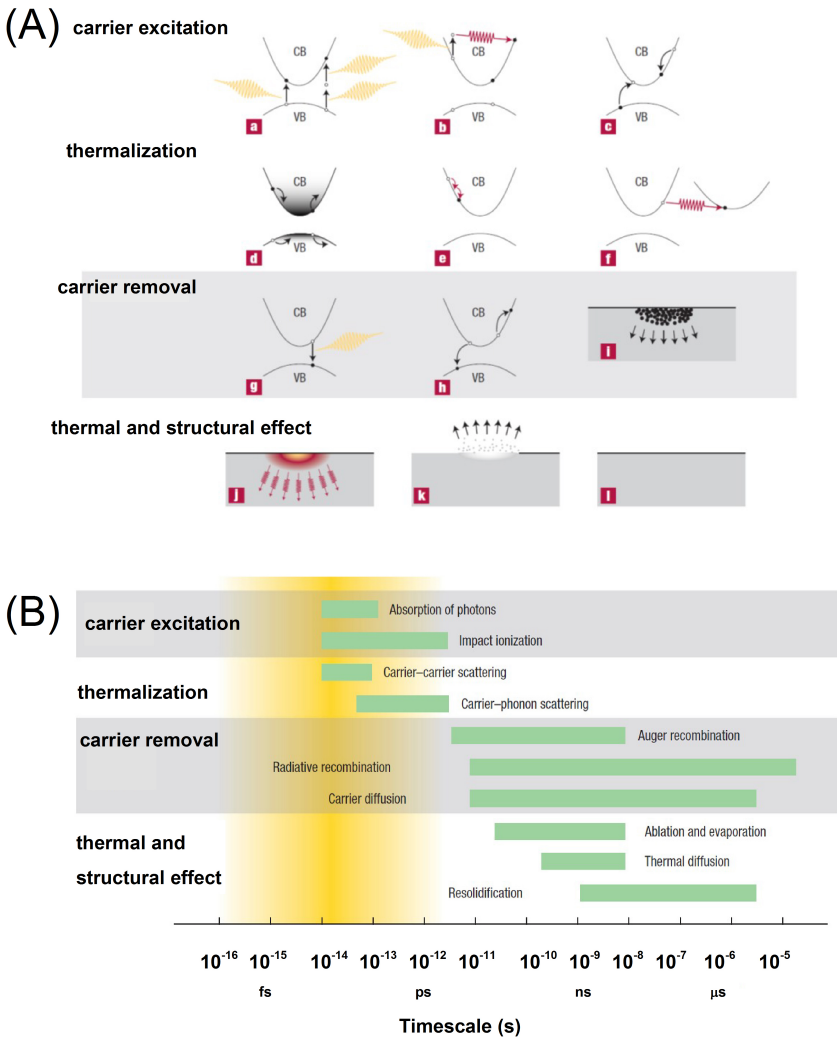 (A)
carrier excitation
CB
VB
a
CB
VB
b
CB
VB
c
thermalization
CB
VB
d
CB
VB
e
CB
VB
f
carrier removal
CB
VB
g
CB
VB
h
i
thermal and structural effect
j
k
l
(B)
carrier excitation
Absorption of photons
Impact ionization
thermalization
Carrier–carrier scattering
Carrier–phonon scattering
carrier removal
Auger recombination
Radiative recombination
Carrier diffusion
thermal and
structural effect
Ablation and evaporation
Thermal diffusion
Resolidification
10⁻¹⁶ 10⁻¹⁵ 10⁻¹⁴ 10⁻¹³ 10⁻¹² 10⁻¹¹ 10⁻¹⁰ 10⁻⁹ 10⁻⁸ 10⁻⁷ 10⁻⁶ 10⁻⁵
fs ps ns μs
Timescale (s)